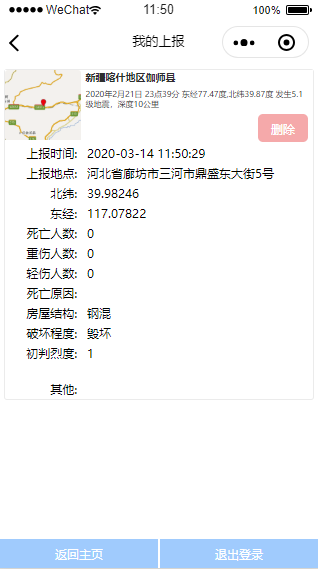 WeChat 11:50 100%
我的上报
新疆喀什地区伽师县
2020年2月21日 23点39分 东经77.47度,北纬39.87度 发生5.1
级地震，深度10公里
删除
上报时间: 2020-03-14 11:50:29
上报地点: 河北省廊坊市三河市鼎盛东大街5号
北纬: 39.98246
东经: 117.07822
死亡人数: 0
重伤人数: 0
轻伤人数: 0
死亡原因:
房屋结构: 钢混
破坏程度: 毁坏
初判烈度: 1
其他:
返回主页 退出登录